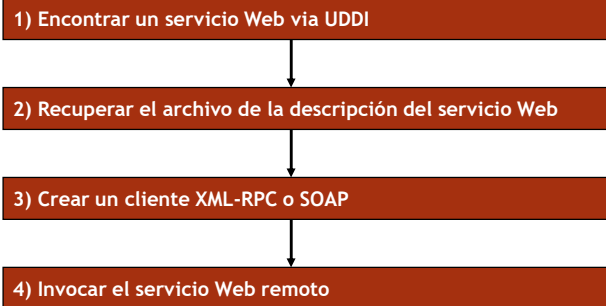 1) Encontrar un servicio Web via UDDI
2) Recuperar el archivo de la descripción del servicio Web
3) Crear un cliente XML-RPC o SOAP
4) Invocar el servicio Web remoto